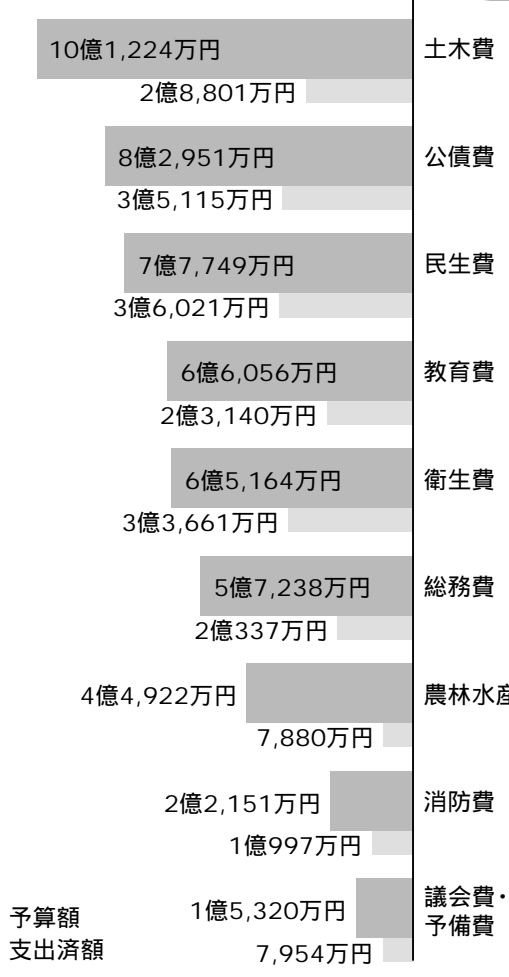 10億1,224万円 土木費
2億8,801万円
8億2,951万円 公債費
3億5,115万円
7億7,749万円 民生費
3億6,021万円
6億6,056万円 教育費
2億3,140万円
6億5,164万円 衛生費
3億3,661万円
5億7,238万円 総務費
2億337万円
4億4,922万円 農林水産
7,880万円
2億2,151万円 消防費
1億997万円
1億5,320万円 議会費・
予備費
7,954万円
予算額
支出済額